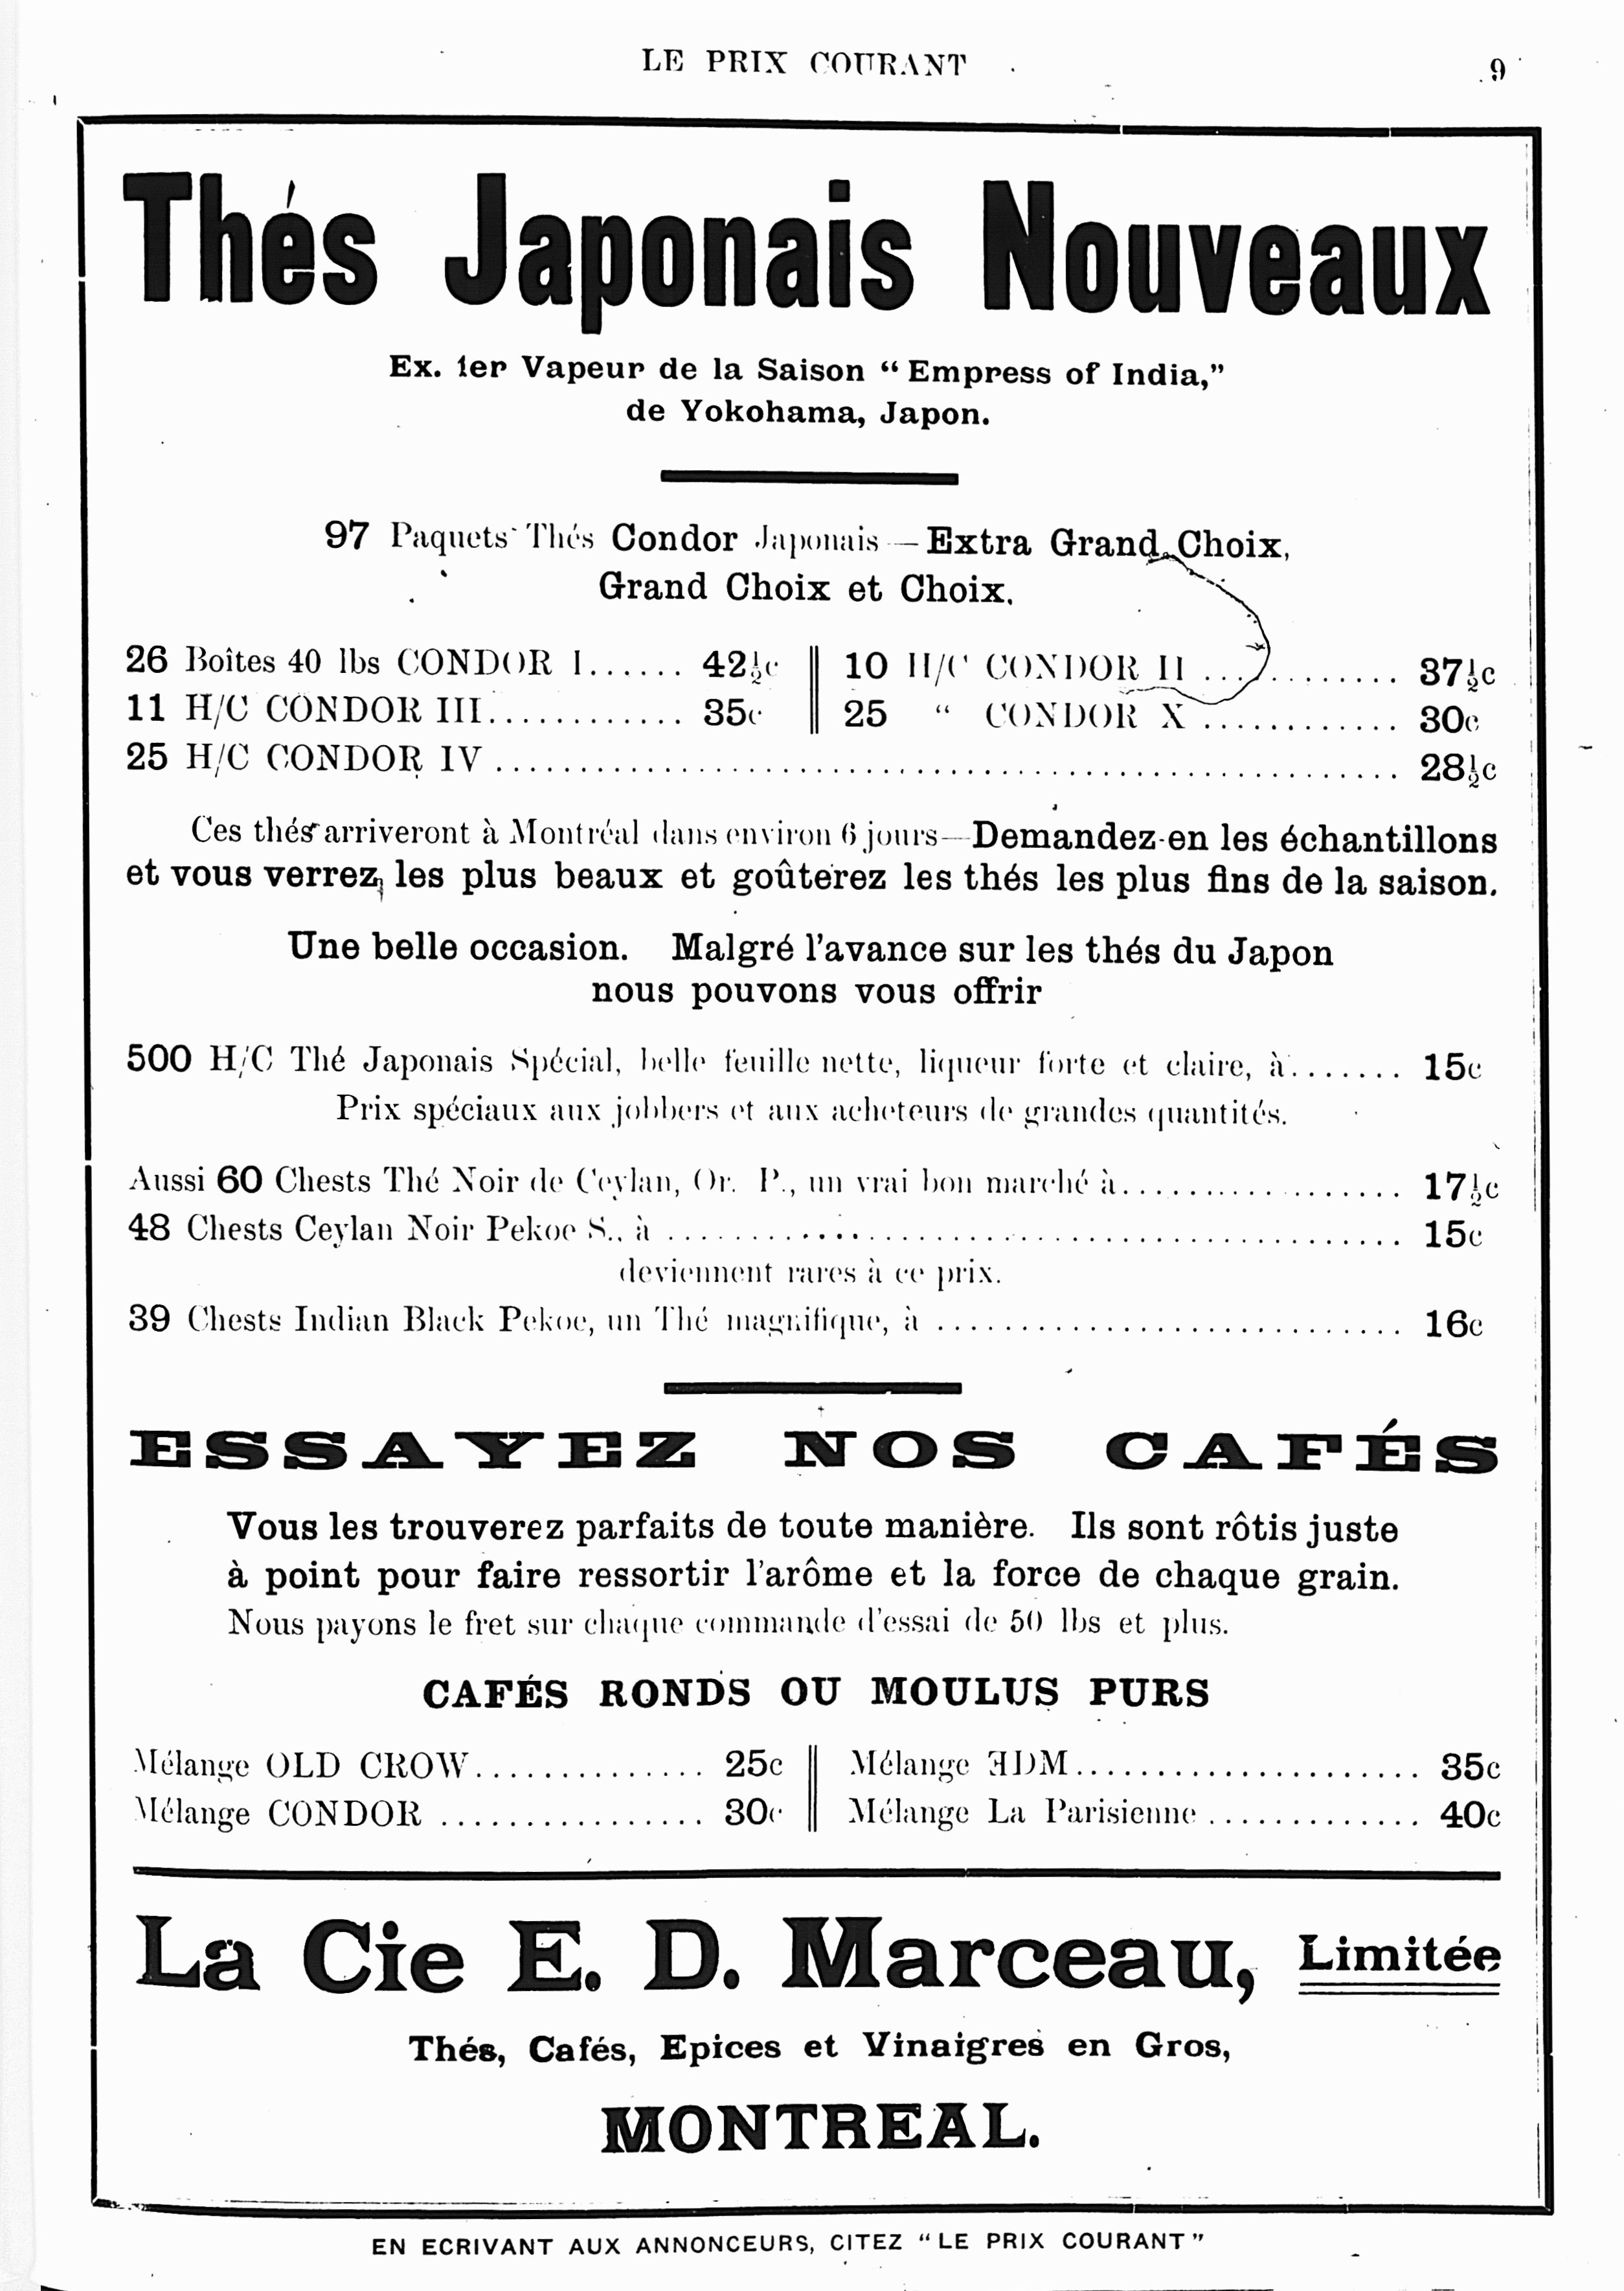 LE PRIX COURANT
9
Thés Japonais Nouveaux
Ex. 1er Vapeur de la Saison “Empress of India,”
de Yokohama, Japon.
97 Paquets Thés Condor Japonais — Extra Grand Choix,
Grand Choix et Choix.
26 Boîtes 40 lbs CONDOR I...... 42½c ‖ 10 H/C CONDOR II .......... 37½c
11 H/C CONDOR III............ 35c ‖ 25 “ CONDOR X ............ 30c
25 H/C CONDOR IV ........................................ 28½c
Ces thés arriveront à Montréal dans environ 6 jours—Demandez-en les échantillons
et vous verrez les plus beaux et goûterez les thés les plus fins de la saison.
Une belle occasion. Malgré l’avance sur les thés du Japon
nous pouvons vous offrir
500 H/C Thé Japonais Spécial, belle feuille nette, liqueur forte et claire, à....... 15c
Prix spéciaux aux jobbers et aux acheteurs de grandes quantités.
Aussi 60 Chests Thé Noir de Ceylan, Or. P., un vrai bon marché à................ 17½c
48 Chests Ceylan Noir Pekoe S., à ........................................ 15c
deviennent rares à ce prix.
39 Chests Indian Black Pekoe, un Thé magnifique, à ........................... 16c
ESSAYEZ NOS CAFÉS
Vous les trouverez parfaits de toute manière. Ils sont rôtis juste
à point pour faire ressortir l’arôme et la force de chaque grain.
Nous payons le fret sur chaque commande d’essai de 50 lbs et plus.
CAFÉS RONDS OU MOULUS PURS
Mélange OLD CROW.............. 25c ‖ Mélange ƎDM..................... 35c
Mélange CONDOR ................ 30c ‖ Mélange La Parisienne ............. 40c
La Cie E. D. Marceau, Limitée
Thés, Cafés, Epices et Vinaigres en Gros,
MONTREAL.
EN ECRIVANT AUX ANNONCEURS, CITEZ “LE PRIX COURANT”